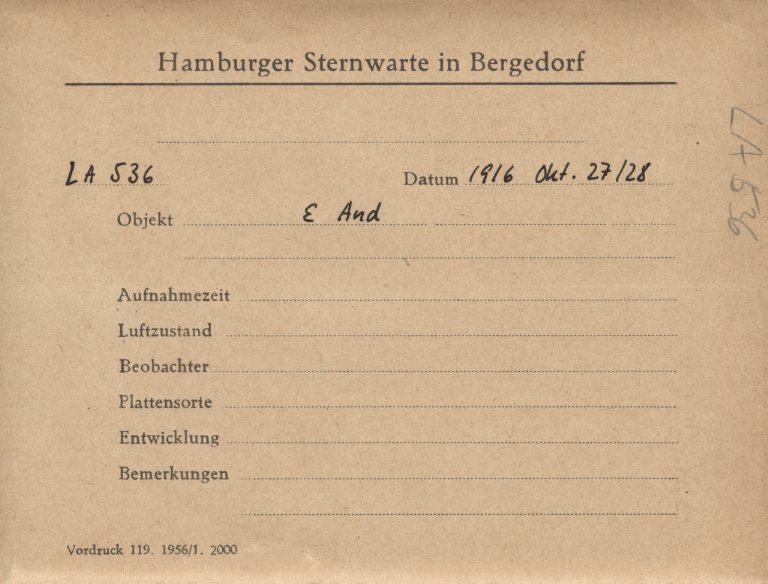 Hamburger Sternwarte in Bergedorf
LA 536 Datum 1916 Okt. 27/28
Objekt ε And
Aufnahmezeit
Luftzustand
Beobachter
Plattensorte
Entwicklung
Bemerkungen
Vordruck 119. 1956/1. 2000
LA 536